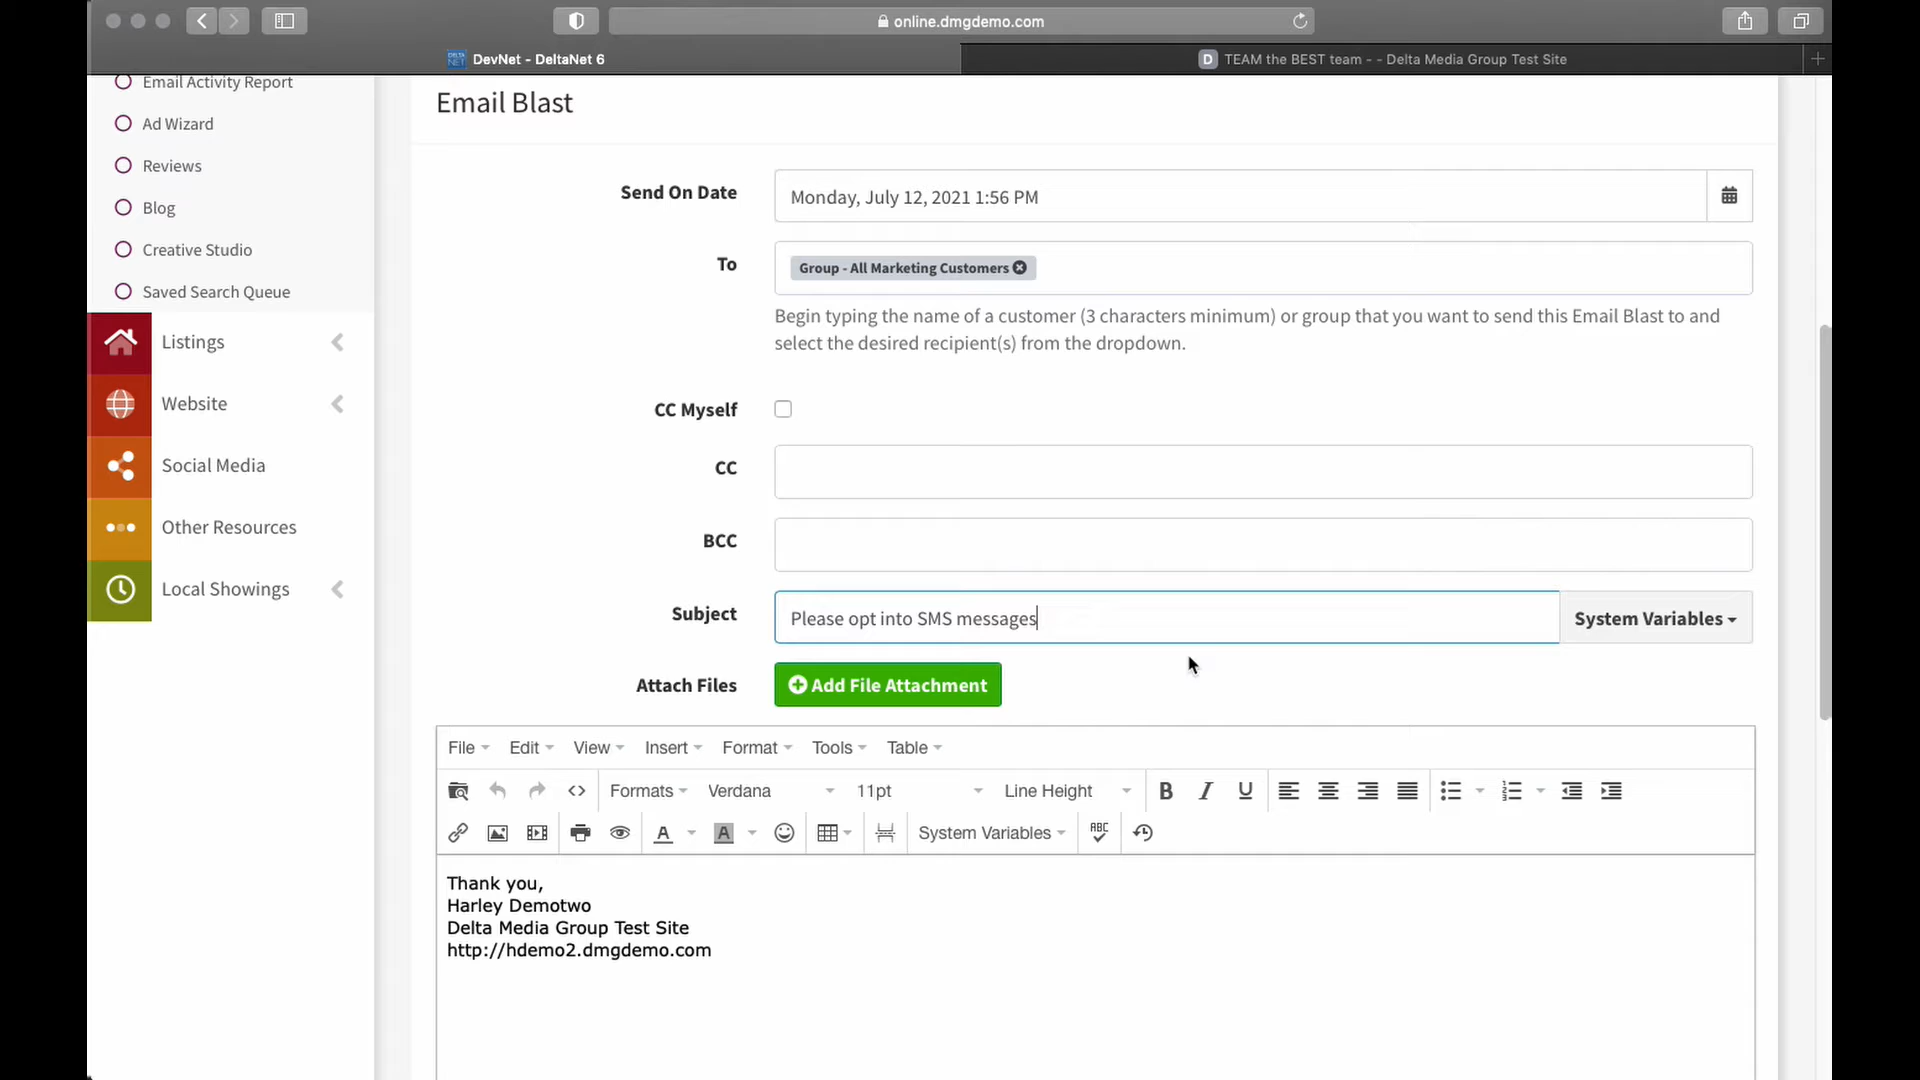 online.dmgdemo.com
DELTA NET DevNet - DeltaNet 6
D TEAM the BEST team - - Delta Media Group Test Site
Email Activity Report
Ad Wizard
Reviews
Blog
Creative Studio
Saved Search Queue
Listings
Website
Social Media
Other Resources
Local Showings
Email Blast
Send On Date
Monday, July 12, 2021 1:56 PM
To
Group - All Marketing Customers
Begin typing the name of a customer (3 characters minimum) or group that you want to send this Email Blast to and
select the desired recipient(s) from the dropdown.
CC Myself
CC
BCC
Subject
Please opt into SMS messages
System Variables
Attach Files
Add File Attachment
File Edit View Insert Format Tools Table
Formats Verdana 11pt Line Height B I U
A A System Variables ABC
Thank you,
Harley Demotwo
Delta Media Group Test Site
http://hdemo2.dmgdemo.com